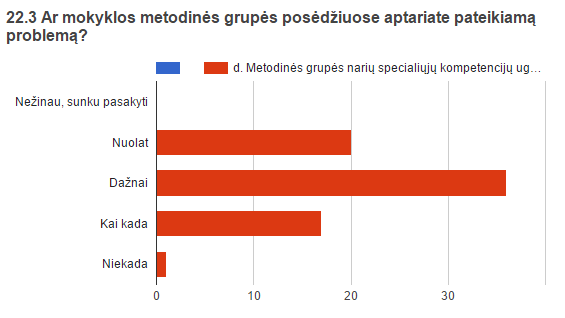 22.3 Ar mokyklos metodinės grupės posėdžiuose aptariate pateikiamą
problemą?
d. Metodinės grupės narių specialiųjų kompetencijų ug…
Nežinau, sunku pasakyti
Nuolat
Dažnai
Kai kada
Niekada
0 10 20 30